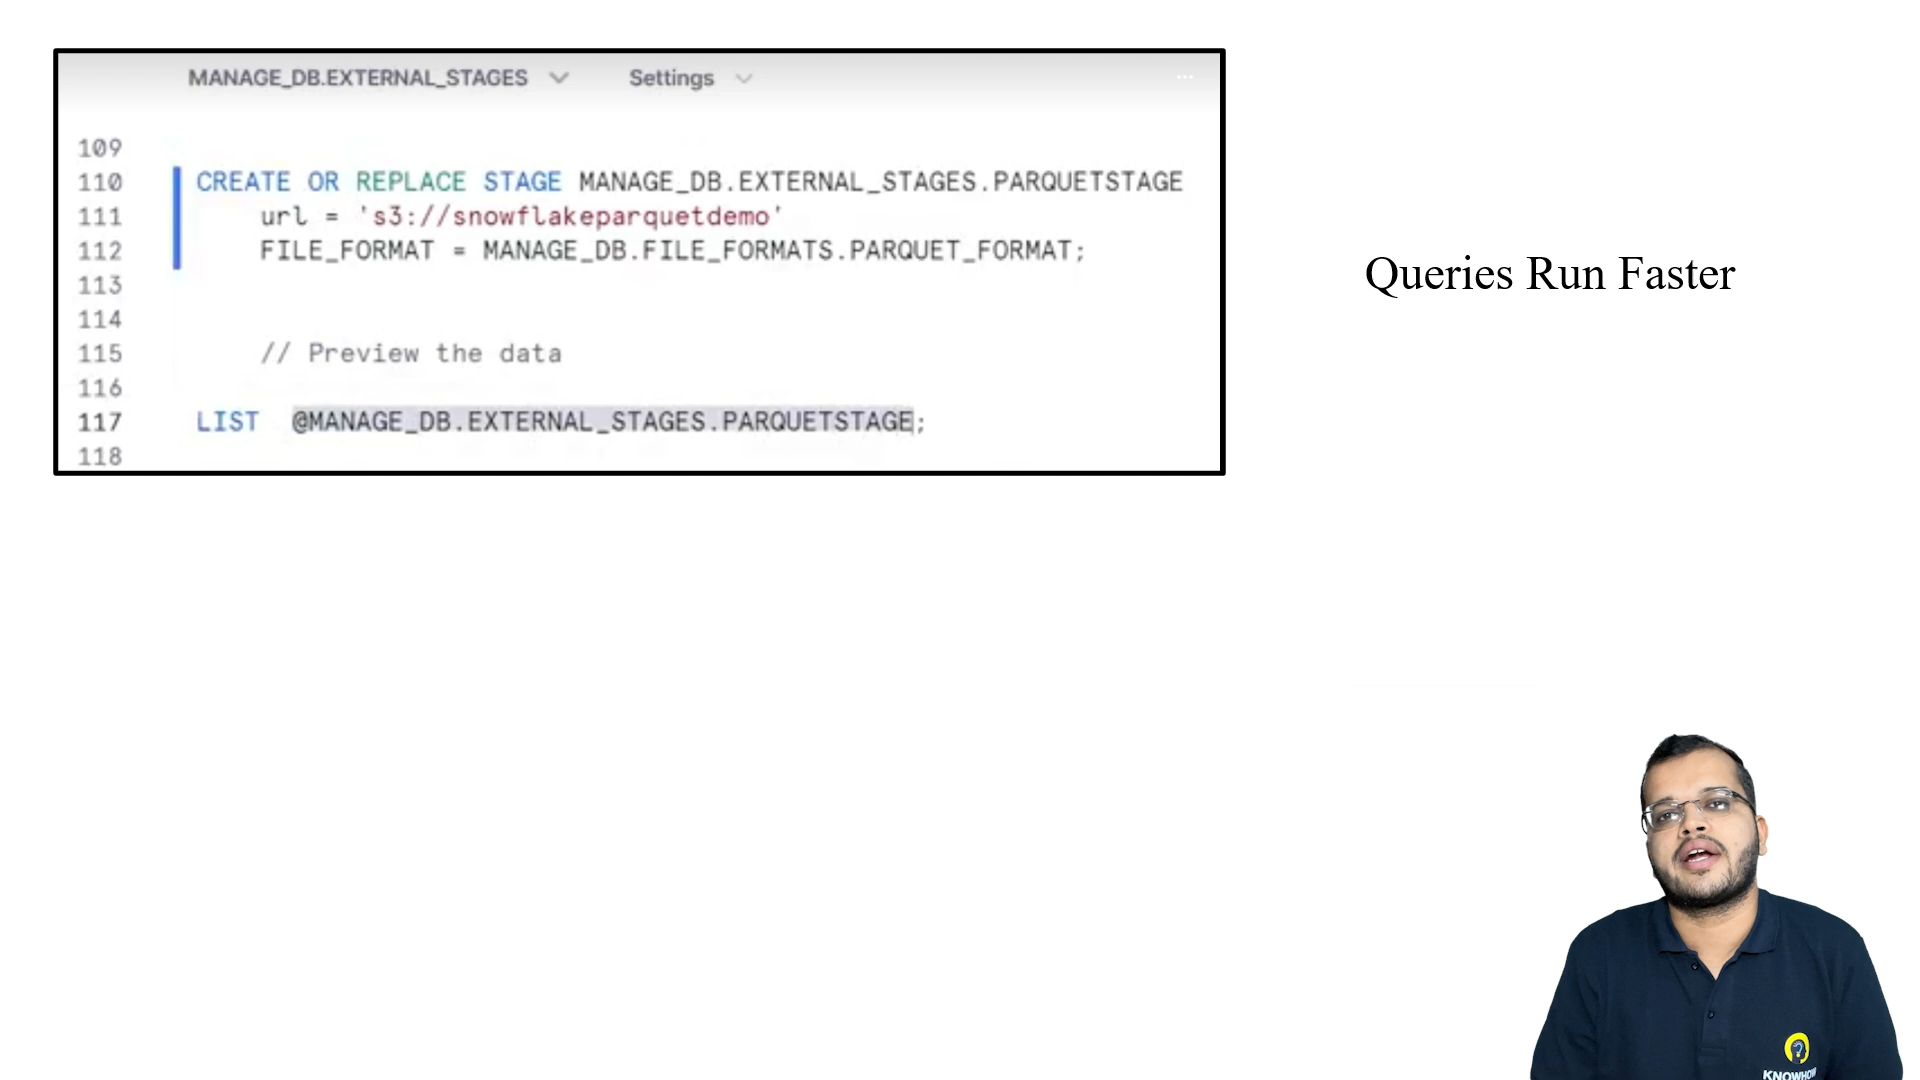 MANAGE_DB.EXTERNAL_STAGES Settings ...
109
110 CREATE OR REPLACE STAGE MANAGE_DB.EXTERNAL_STAGES.PARQUETSTAGE
111 url = 's3://snowflakeparquetdemo'
112 FILE_FORMAT = MANAGE_DB.FILE_FORMATS.PARQUET_FORMAT;
113
114
115 // Preview the data
116
117 LIST @MANAGE_DB.EXTERNAL_STAGES.PARQUETSTAGE;
118
Queries Run Faster
KNOWHOW